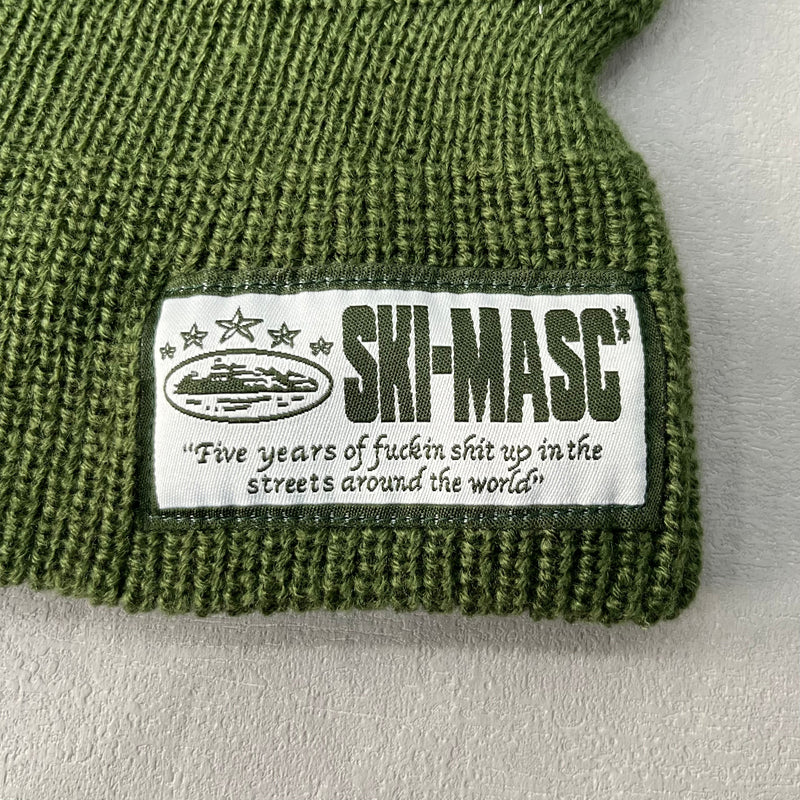 SKI-MASC
"Five years of fuckin shit up in the
streets around the world"